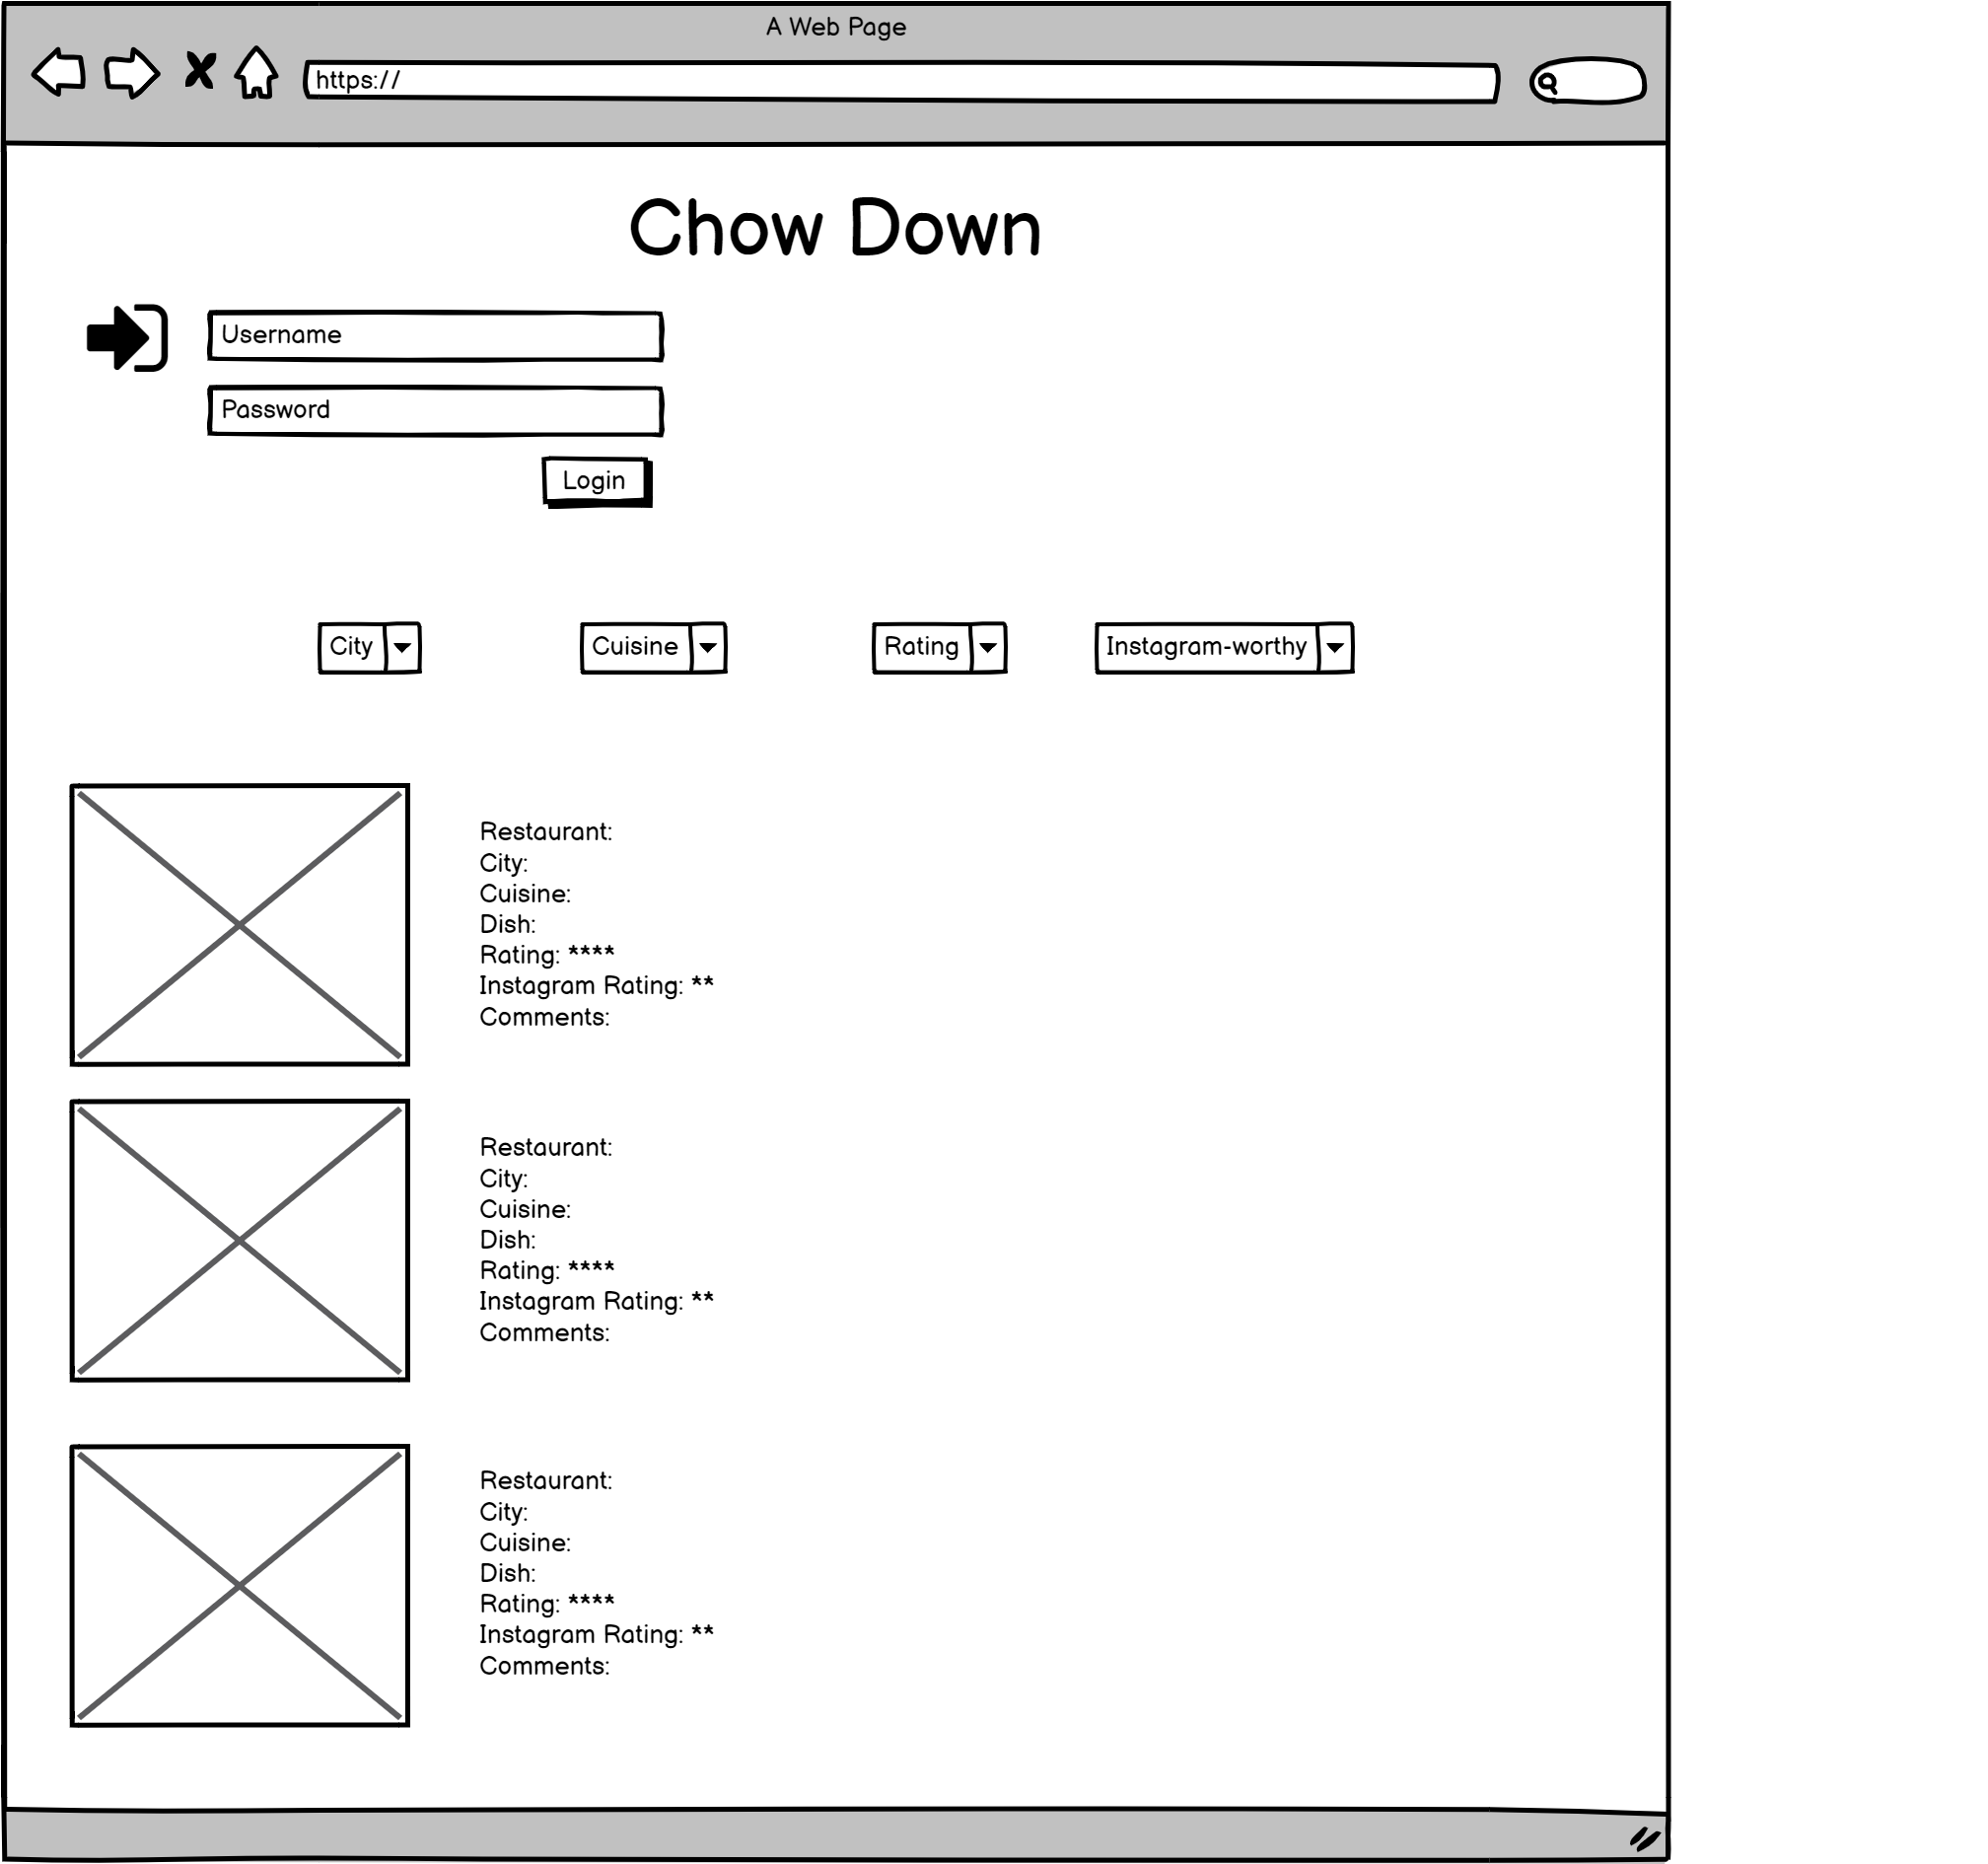 A Web Page
https://
Chow Down
Username
Password
Login
City Cuisine Rating Instagram-worthy
Restaurant:
City:
Cuisine:
Dish:
Rating: ****
Instagram Rating: **
Comments:
Restaurant:
City:
Cuisine:
Dish:
Rating: ****
Instagram Rating: **
Comments:
Restaurant:
City:
Cuisine:
Dish:
Rating: ****
Instagram Rating: **
Comments: